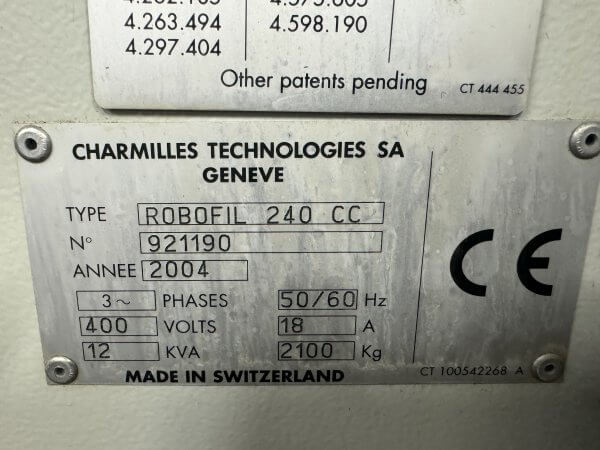 4.263.494 4.598.190
4.297.404
Other patents pending CT 444 455
CHARMILLES TECHNOLOGIES SA
GENEVE
TYPE ROBOFIL 240 CC
N° 921190
ANNEE 2004
3~ PHASES 50/60 Hz
400 VOLTS 18 A
12 KVA 2100 Kg
MADE IN SWITZERLAND
CE
CT 100542268 A